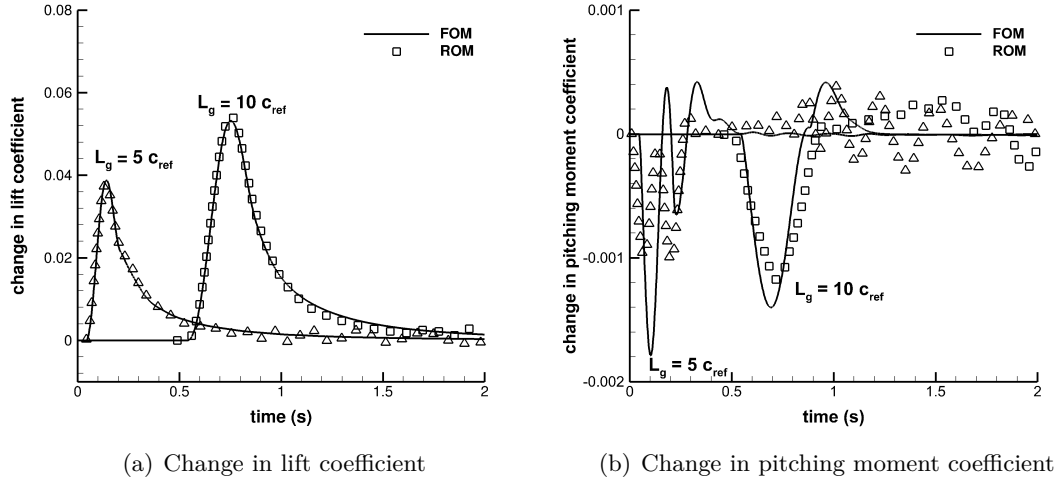 0.08
0.06
0.04
0.02
0
change in lift coefficient
FOM
ROM
L_g = 10 c_ref
L_g = 5 c_ref
0 0.5 1 1.5 2
time (s)
(a) Change in lift coefficient
0.001
0
-0.001
-0.002
change in pitching moment coefficient
FOM
ROM
L_g = 10 c_ref
L_g = 5 c_ref
0 0.5 1 1.5 2
time (s)
(b) Change in pitching moment coefficient